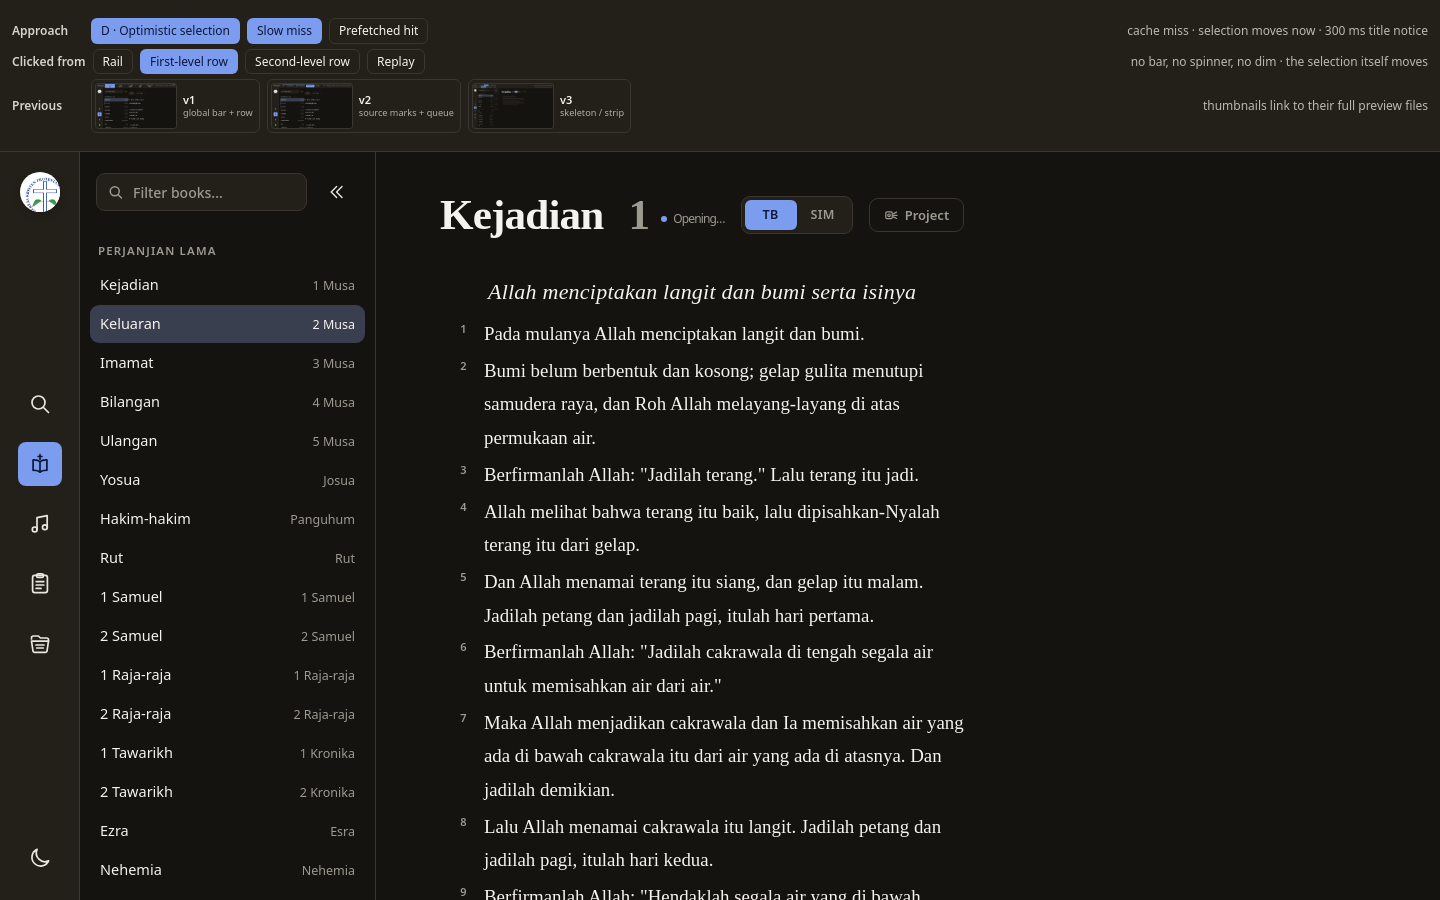 Approach
D · Optimistic selection
Slow miss
Prefetched hit
cache miss · selection moves now · 300 ms title notice
Clicked from
Rail
First-level row
Second-level row
Replay
no bar, no spinner, no dim · the selection itself moves
Previous
v1
global bar + row
v2
source marks + queue
v3
skeleton / strip
thumbnails link to their full preview files
Filter books...
PERJANJIAN LAMA
Kejadian 1 Musa
Keluaran 2 Musa
Imamat 3 Musa
Bilangan 4 Musa
Ulangan 5 Musa
Yosua Josua
Hakim-hakim Panguhum
Rut Rut
1 Samuel 1 Samuel
2 Samuel 2 Samuel
1 Raja-raja 1 Raja-raja
2 Raja-raja 2 Raja-raja
1 Tawarikh 1 Kronika
2 Tawarikh 2 Kronika
Ezra Esra
Nehemia Nehemia
Kejadian 1 Opening... TB SIM Project
Allah menciptakan langit dan bumi serta isinya
1 Pada mulanya Allah menciptakan langit dan bumi.
2 Bumi belum berbentuk dan kosong; gelap gulita menutupi
samudera raya, dan Roh Allah melayang-layang di atas
permukaan air.
3 Berfirmanlah Allah: "Jadilah terang." Lalu terang itu jadi.
4 Allah melihat bahwa terang itu baik, lalu dipisahkan-Nyalah
terang itu dari gelap.
5 Dan Allah menamai terang itu siang, dan gelap itu malam.
Jadilah petang dan jadilah pagi, itulah hari pertama.
6 Berfirmanlah Allah: "Jadilah cakrawala di tengah segala air
untuk memisahkan air dari air."
7 Maka Allah menjadikan cakrawala dan Ia memisahkan air yang
ada di bawah cakrawala itu dari air yang ada di atasnya. Dan
jadilah demikian.
8 Lalu Allah menamai cakrawala itu langit. Jadilah petang dan
jadilah pagi, itulah hari kedua.
9 Berfirmanlah Allah: "Hendaklah segala air yang di bawah